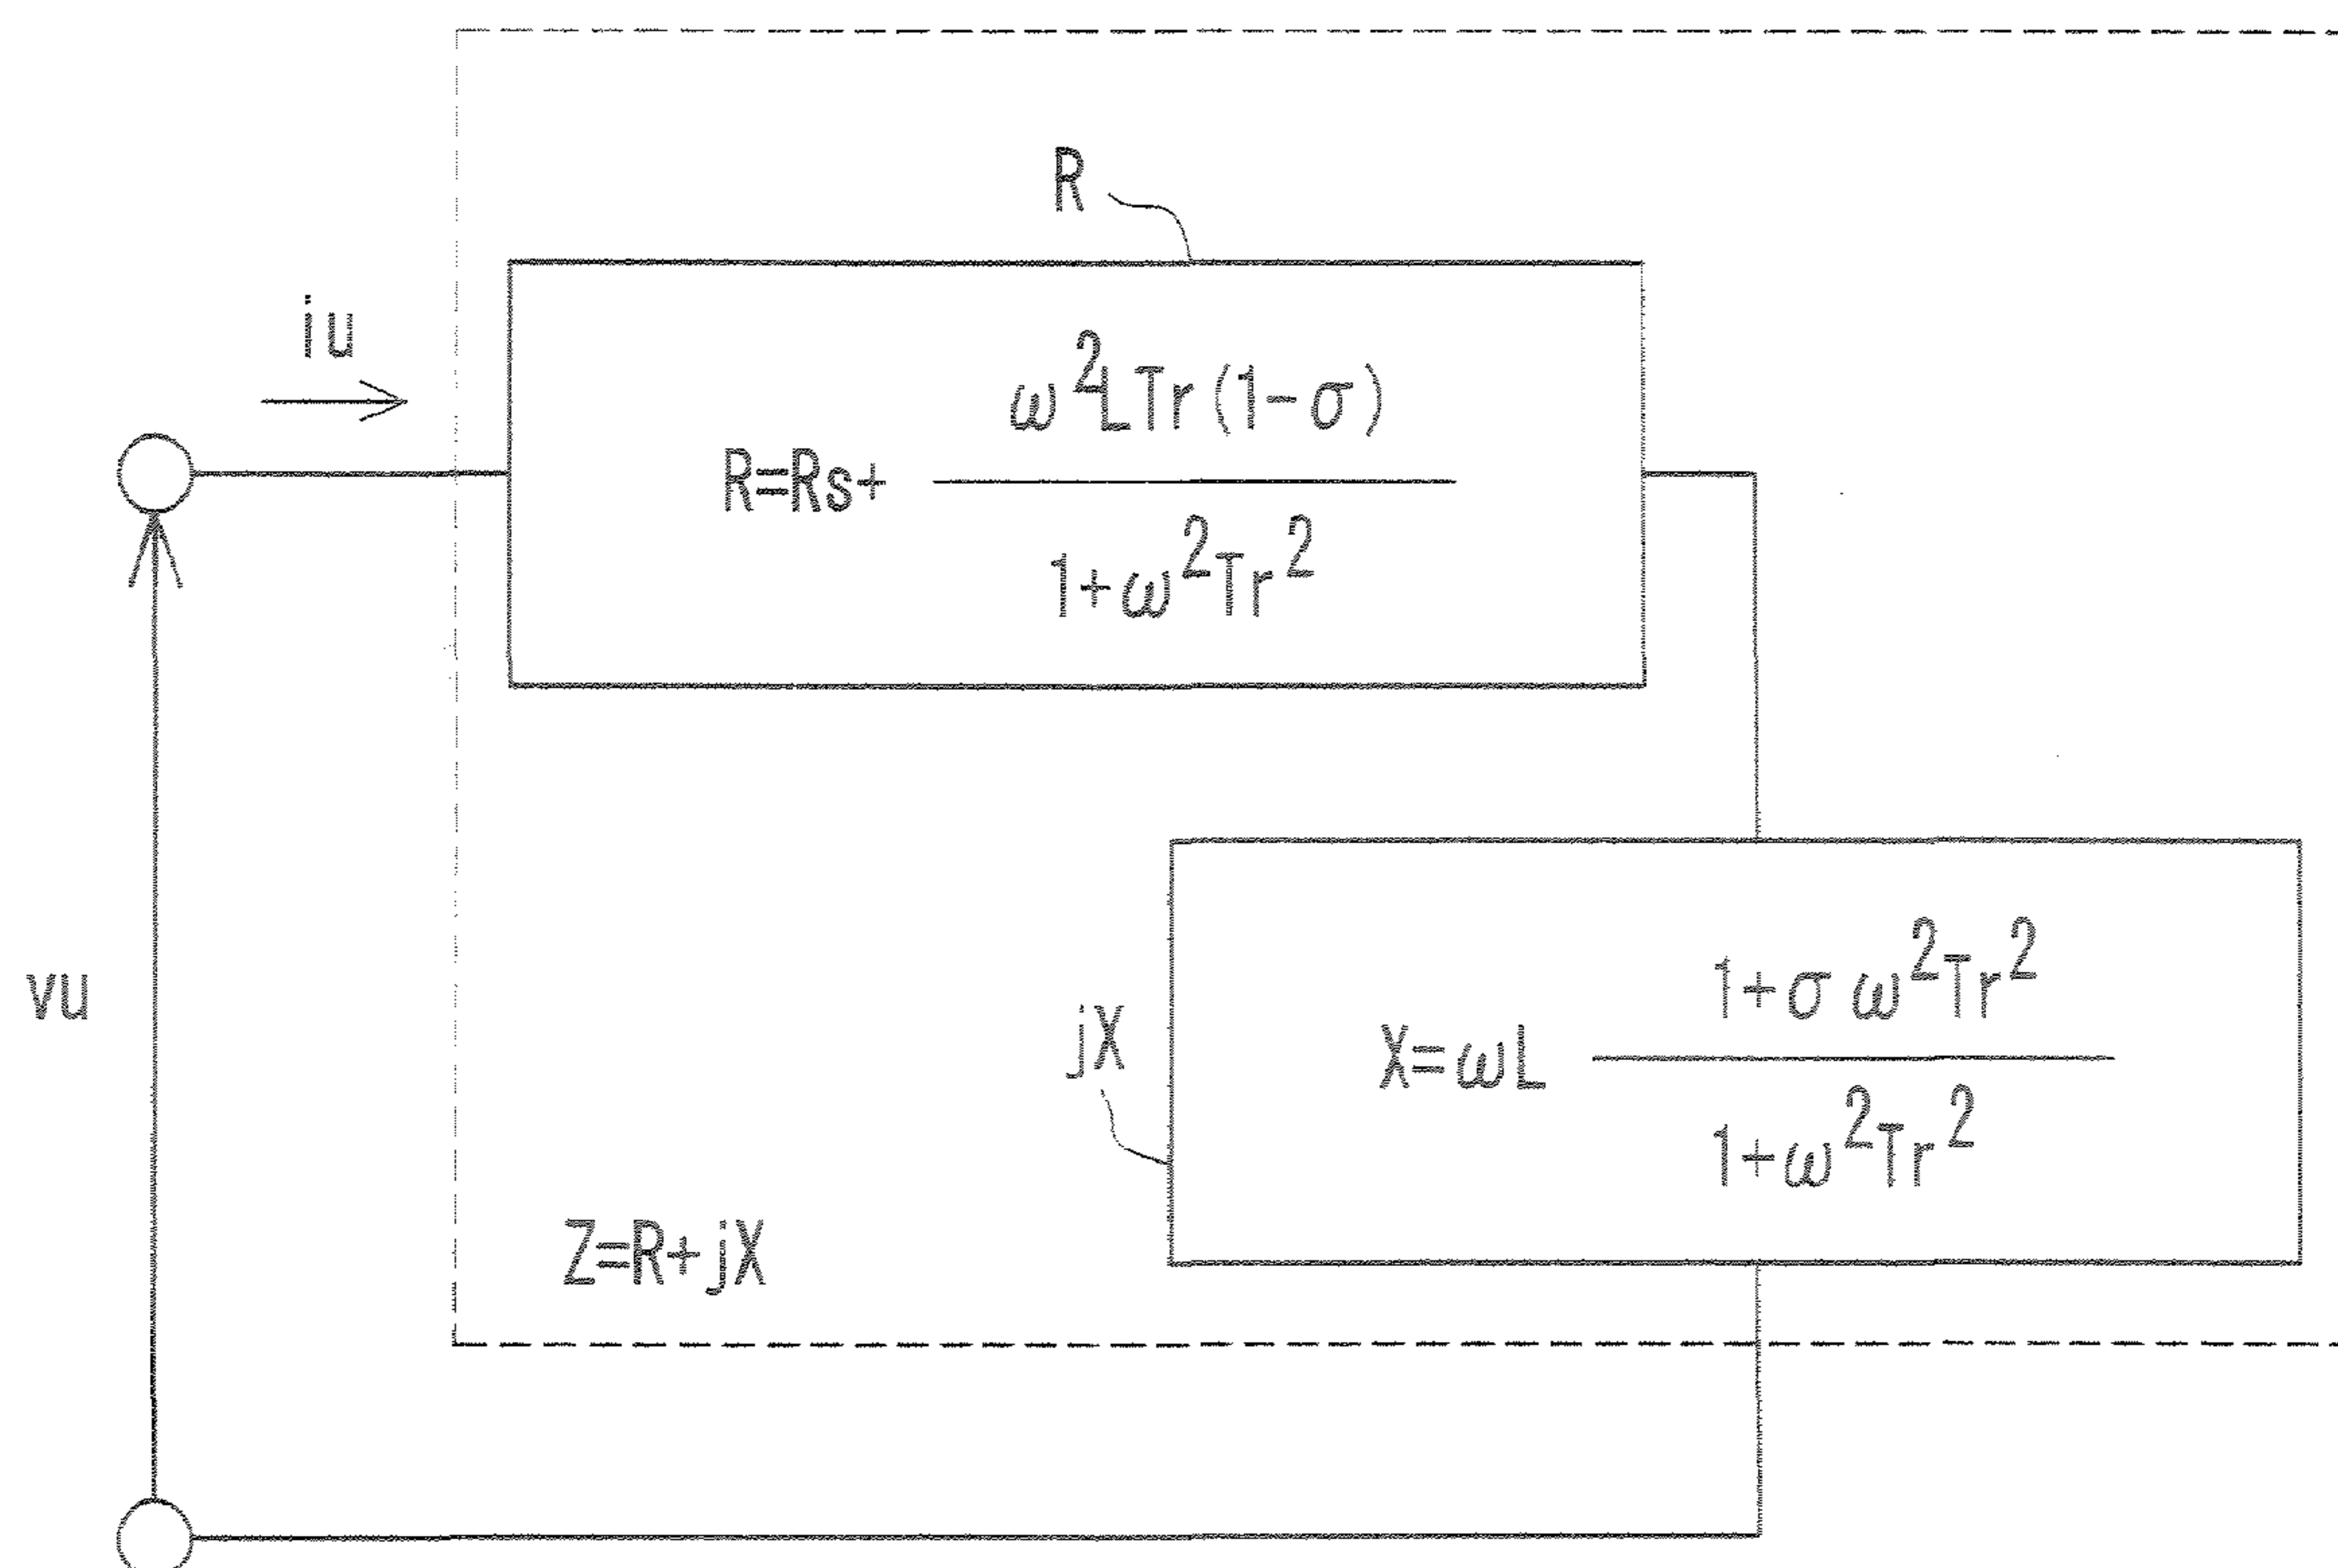 R
iu
R=Rs+ ω²LTr(1-σ)
1+ω²Tr²
vu
jX
X=ωL 1+σω²Tr²
1+ω²Tr²
Z=R+jX